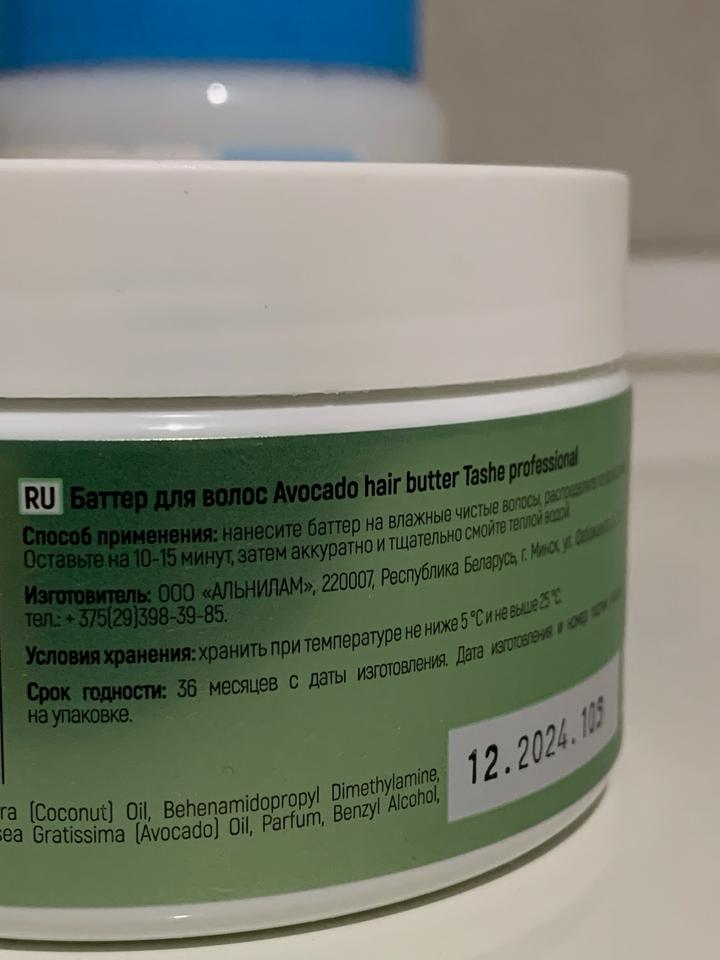 RU Баттер для волос Avocado hair butter Tashe professional
Способ применения: нанесите баттер на влажные чистые волосы, распределите
Оставьте на 10-15 минут, затем аккуратно и тщательно смойте теплой водой.
Изготовитель: ООО «АЛЬНИЛАМ», 220007, Республика Беларусь, г. Минск, ул.
тел.: + 375(29)398-39-85.
Условия хранения: хранить при температуре не ниже 5 °C и не выше 25 °C.
Срок годности: 36 месяцев с даты изготовления. Дата изготовления и номер партии
на упаковке.
12.2024.103
ra (Coconut) Oil, Behenamidopropyl Dimethylamine,
sea Gratissima (Avocado) Oil, Parfum, Benzyl Alcohol,